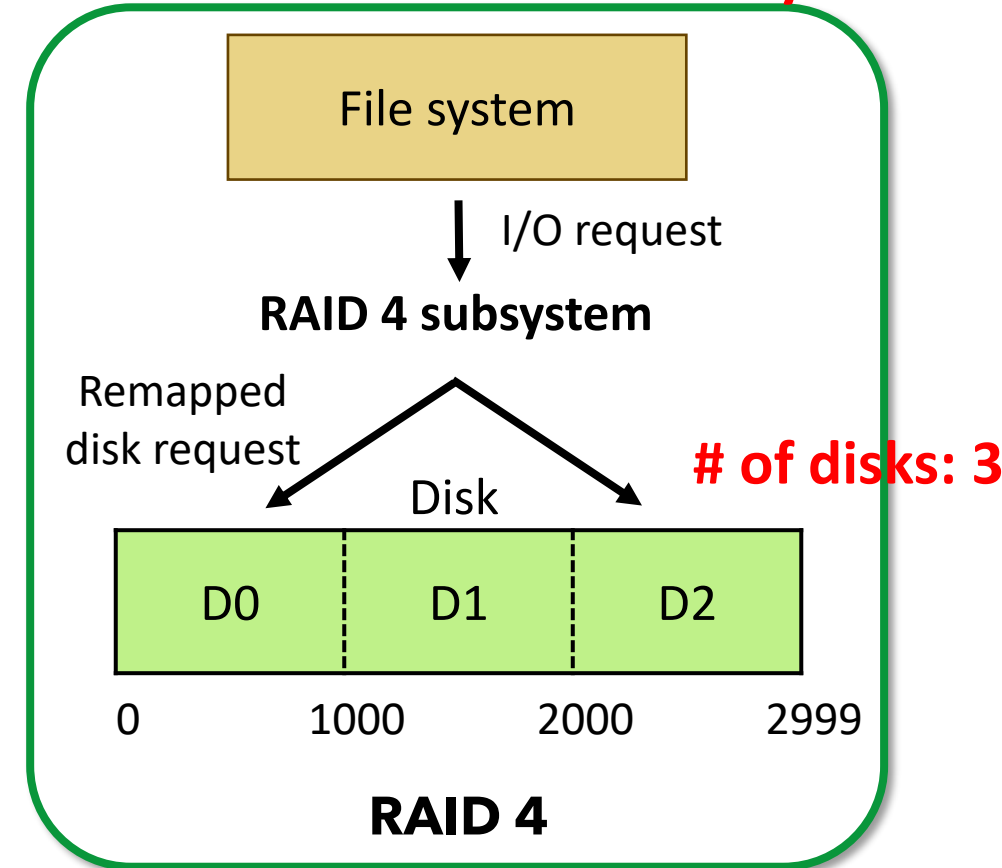 File system
I/O request
RAID 4 subsystem
Remapped
disk request
# of disks: 3
Disk
D0 D1 D2
0 1000 2000 2999
RAID 4